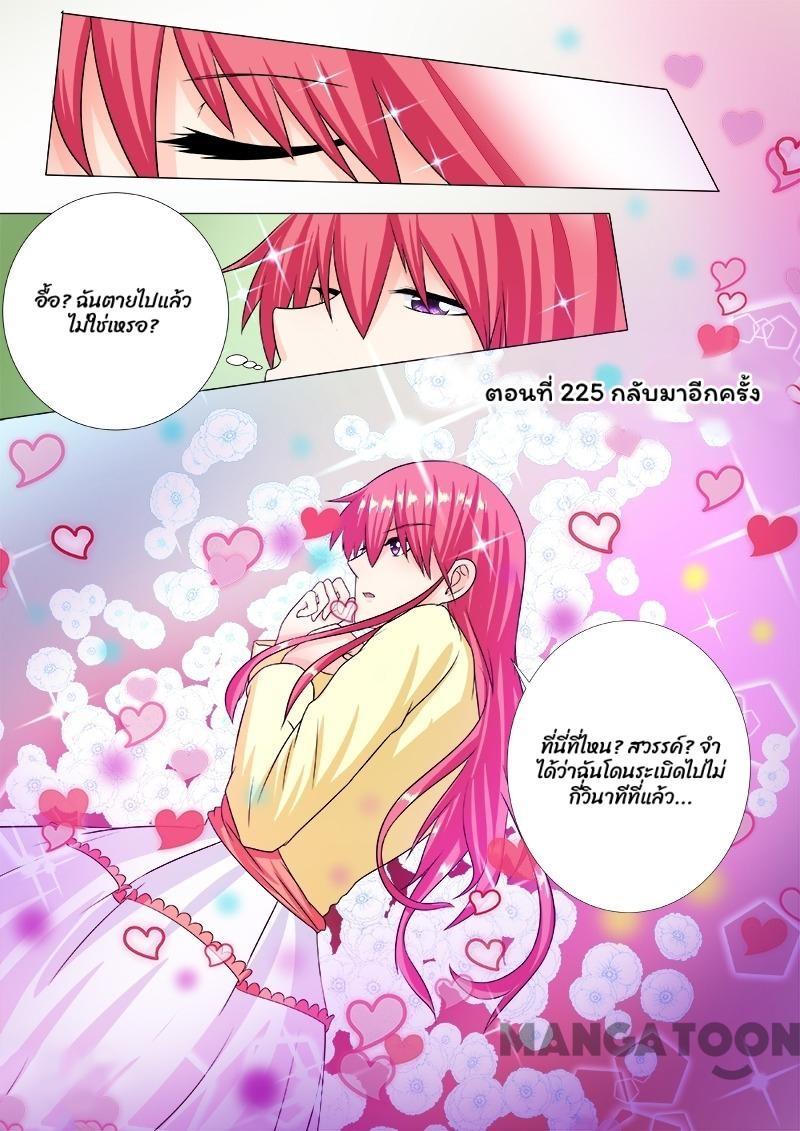 อื้อ? ฉันตายไปแล้ว
ไม่ใช่เหรอ?
ตอนที่ 225 กลับมาอีกครั้ง
ที่นี่ที่ไหน? สวรรค์? จำ
ได้ว่าฉันโดนระเบิดไปไม่
กี่วินาทีที่แล้ว...
MANGATOON